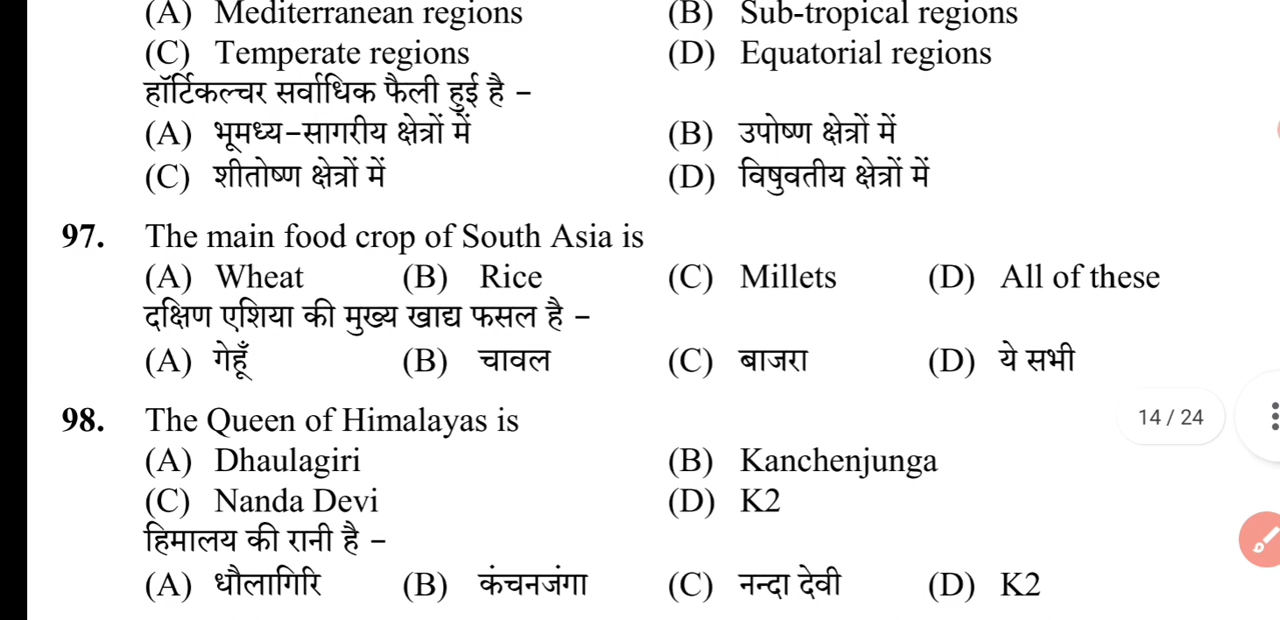 (A) Mediterranean regions (B) Sub-tropical regions
(C) Temperate regions (D) Equatorial regions
हॉर्टिकल्चर सर्वाधिक फैली हुई है –
(A) भूमध्य-सागरीय क्षेत्रों में (B) उपोष्ण क्षेत्रों में
(C) शीतोष्ण क्षेत्रों में (D) विषुवतीय क्षेत्रों में
97. The main food crop of South Asia is
(A) Wheat (B) Rice (C) Millets (D) All of these
दक्षिण एशिया की मुख्य खाद्य फसल है –
(A) गेहूँ (B) चावल (C) बाजरा (D) ये सभी
98. The Queen of Himalayas is
14 / 24
(A) Dhaulagiri (B) Kanchenjunga
(C) Nanda Devi (D) K2
हिमालय की रानी है –
(A) धौलागिरि (B) कंचनजंगा (C) नन्दा देवी (D) K2